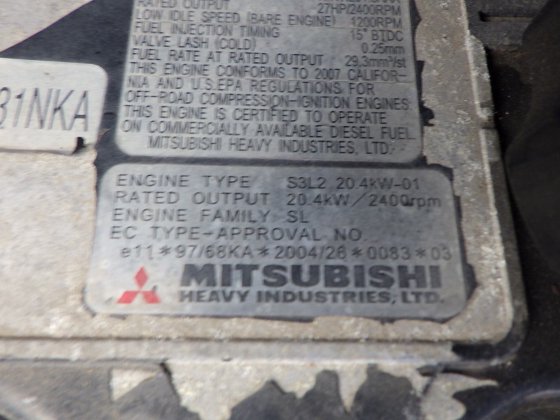 RATED OUTPUT 27HP/2400RPM
LOW IDLE SPEED (BARE ENGINE) 1200RPM
FUEL INJECTION TIMING 15° BTDC
VALVE LASH (COLD) 0.25mm
FUEL RATE AT RATED OUTPUT 29.3mm³/st
THIS ENGINE CONFORMS TO 2007 CALIFOR-
NIA AND U.S.EPA REGULATIONS FOR
OFF-ROAD COMPRESSION-IGNITION ENGINES.
THIS ENGINE IS CERTIFIED TO OPERATE
ON COMMERCIALLY AVAILABLE DIESEL FUEL.
MITSUBISHI HEAVY INDUSTRIES, LTD.
31NKA
ENGINE TYPE S3L2 20.4kW-01
RATED OUTPUT 20.4kW/2400rpm
ENGINE FAMILY SL
EC TYPE-APPROVAL NO.
e11*97/68KA*2004/26*0083*03
MITSUBISHI
HEAVY INDUSTRIES, LTD.